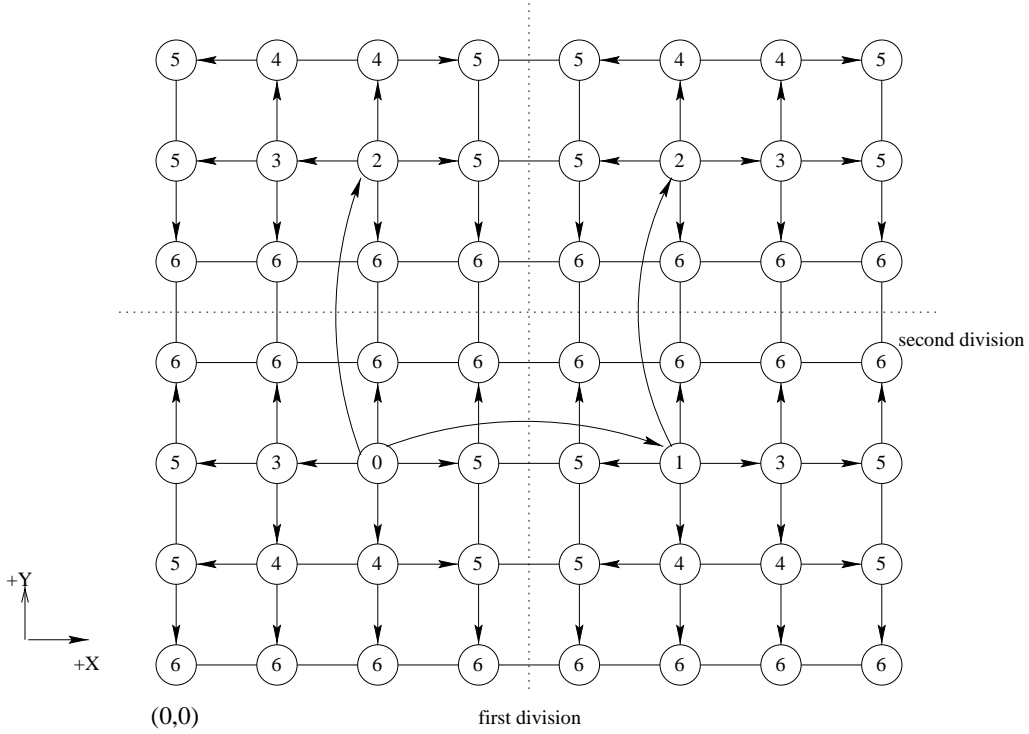 5 4 4 5 5 4 4 5
5 3 2 5 5 2 3 5
6 6 6 6 6 6 6 6
second division
6 6 6 6 6 6 6 6
5 3 0 5 5 1 3 5
5 4 4 5 5 4 4 5
+Y
+X
6 6 6 6 6 6 6 6
(0,0)
first division